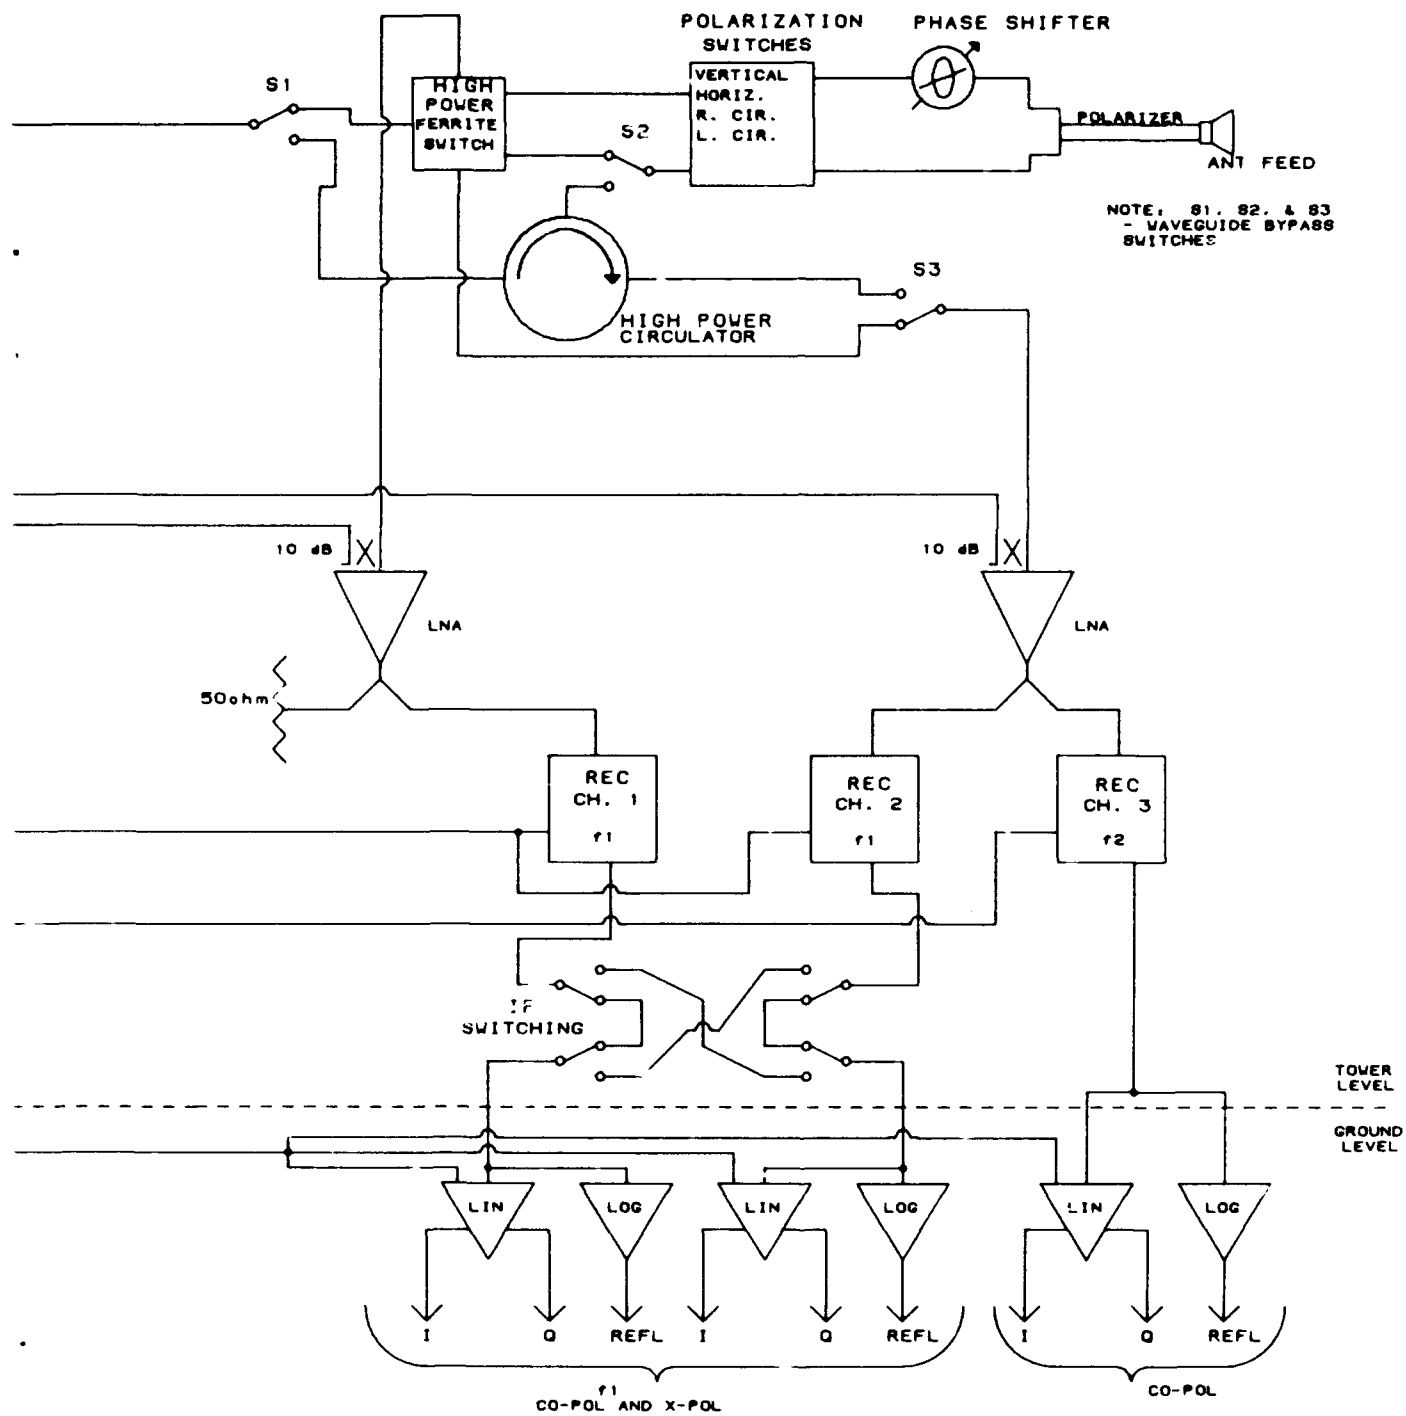 POLARIZATION
SWITCHES
PHASE SHIFTER
S1
HIGH
POWER
FERRITE
SWITCH
S2
VERTICAL
HORIZ.
R. CIR.
L. CIR.
POLARIZER
ANT FEED
NOTE: S1. S2. & S3
- WAVEGUIDE BYPASS
SWITCHES
S3
HIGH POWER
CIRCULATOR
10 dB
10 dB
LNA
LNA
50ohm
REC
CH. 1
f1
REC
CH. 2
f1
REC
CH. 3
f2
IF
SWITCHING
TOWER
LEVEL
GROUND
LEVEL
LIN
LOG
LIN
LOG
LIN
LOG
I
Q
REFL
I
Q
REFL
I
Q
REFL
f1
CO-POL AND X-POL
CO-POL